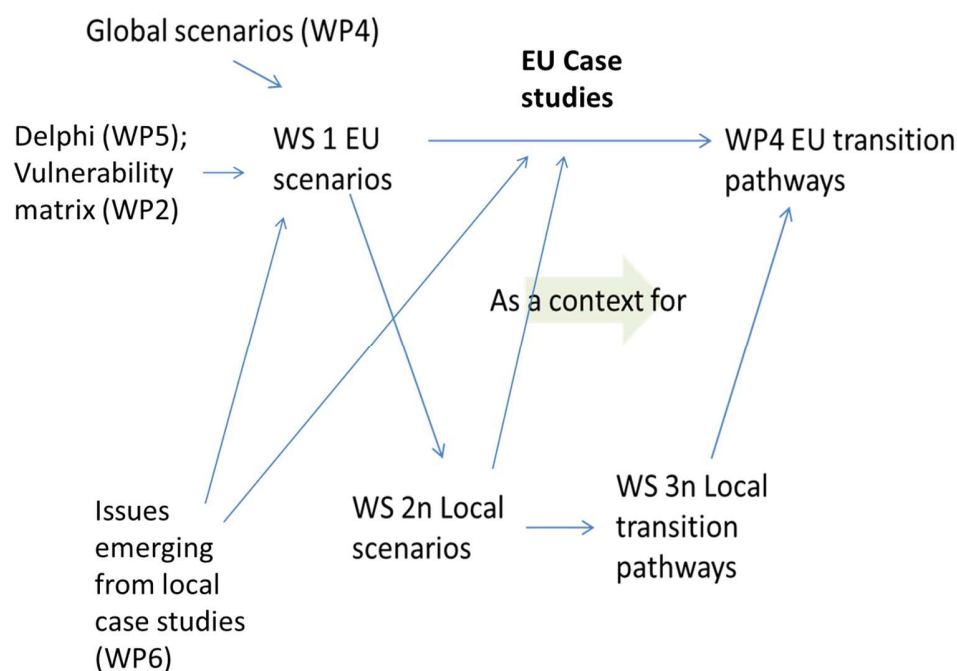 Global scenarios (WP4)
EU Case
studies
Delphi (WP5);
Vulnerability
matrix (WP2)
WS 1 EU
scenarios
WP4 EU transition
pathways
As a context for
Issues
emerging
from local
case studies
(WP6)
WS 2n Local
scenarios
WS 3n Local
transition
pathways